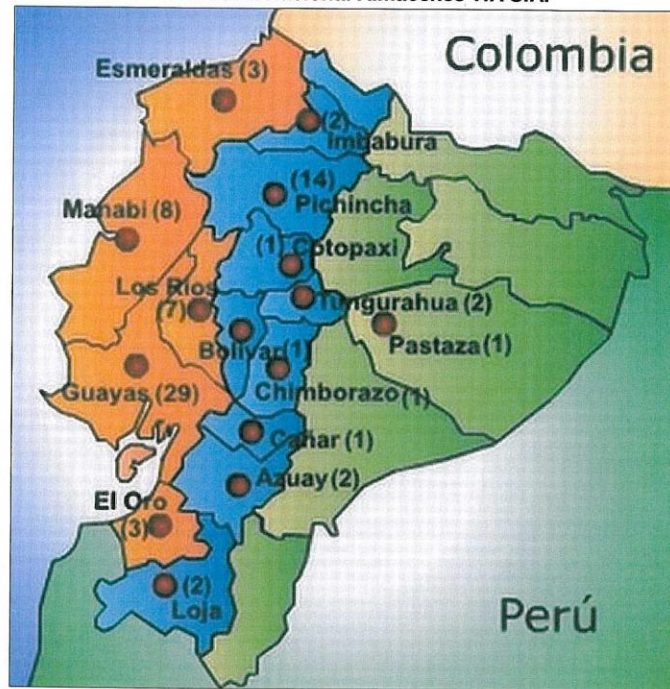 Colombia
Esmeraldas (3)
(2)
Imbabura
(14)
Pichincha
Manabi (8)
(1) Cotopaxi
Los Rios
(7)
Tungurahua (2)
Bolivar (1)
Pastaza (1)
Guayas (29)
Chimborazo (1)
Cañar (1)
Azuay (2)
El Oro
(3)
(2)
Loja
Perú